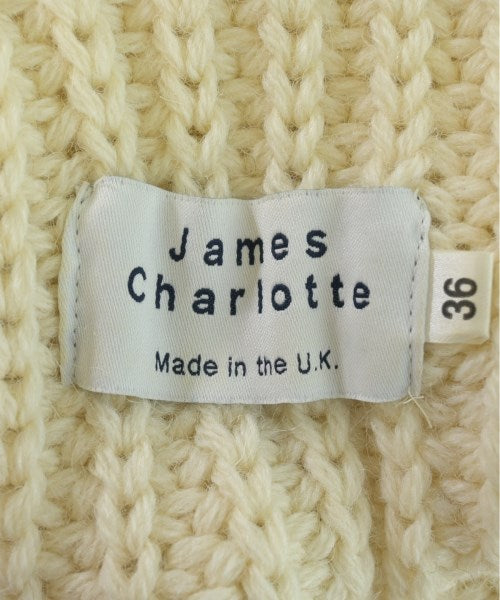 James
Charlotte
Made in the U.K.
36